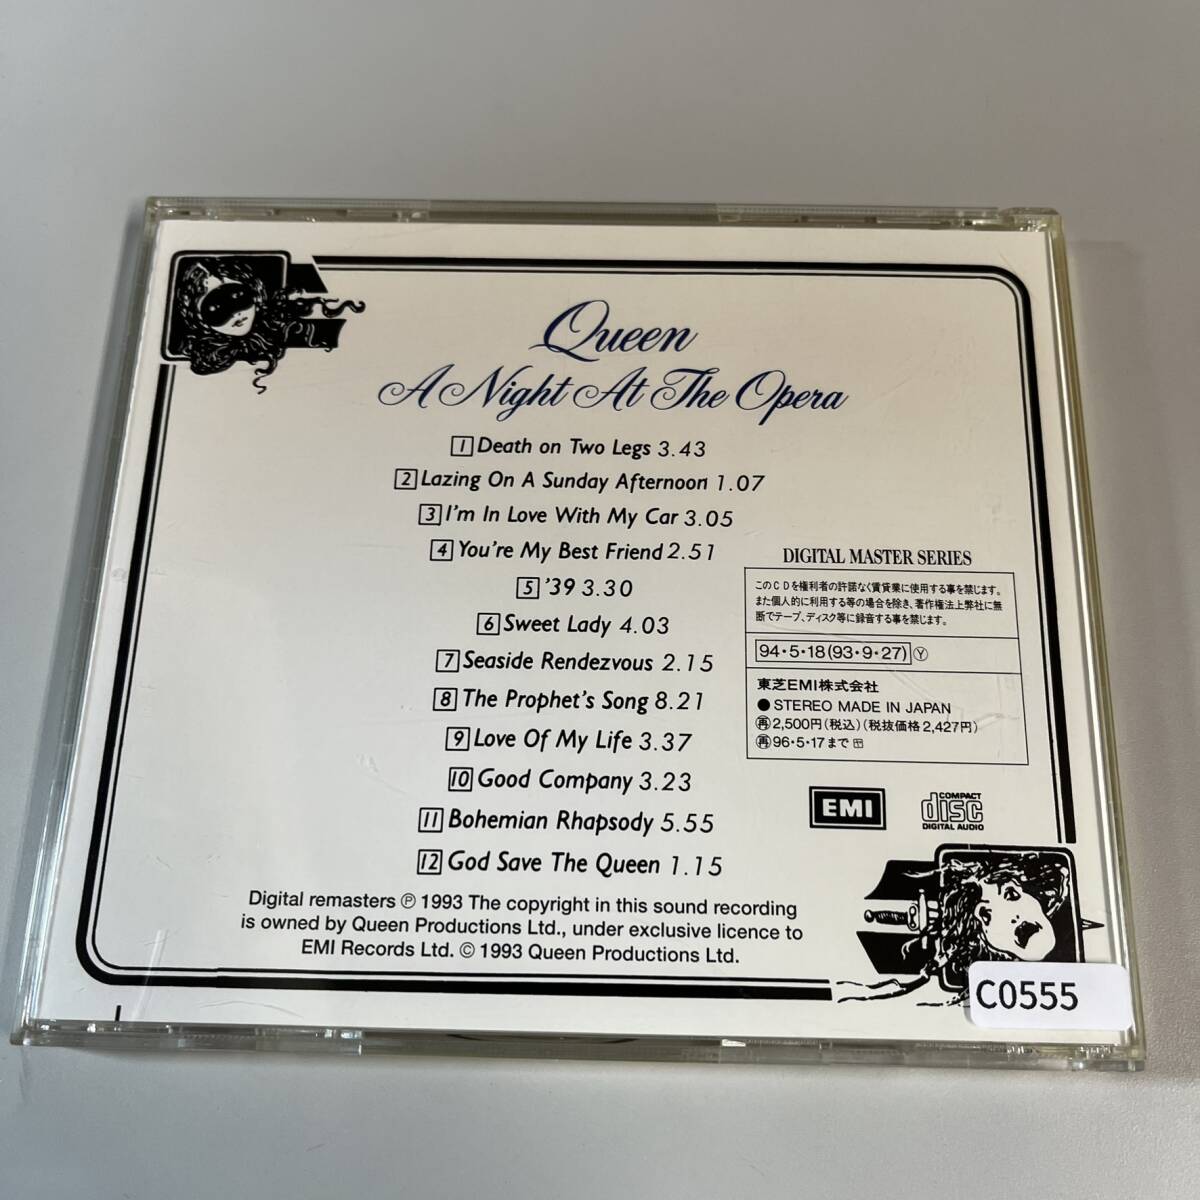 Queen
A Night At The Opera
1 Death on Two Legs 3.43
2 Lazing On A Sunday Afternoon 1.07
3 I'm In Love With My Car 3.05
4 You're My Best Friend 2.51
5 '39 3.30
6 Sweet Lady 4.03
7 Seaside Rendezvous 2.15
8 The Prophet's Song 8.21
9 Love Of My Life 3.37
10 Good Company 3.23
11 Bohemian Rhapsody 5.55
12 God Save The Queen 1.15
DIGITAL MASTER SERIES
このCDを権利者の許諾なく賃貸業に使用する事を禁じます。
また個人的に利用する等の場合を除き、著作権法上弊社に無
断でテープ、ディスク等に録音する事を禁じます。
94・5・18(93・9・27) Ⓨ
東芝EMI株式会社
● STEREO MADE IN JAPAN
㊢2,500円(税込)(税抜価格2,427円)
96・5・17まで
EMI
COMPACT
disc
DIGITAL AUDIO
Digital remasters ℗ 1993 The copyright in this sound recording
is owned by Queen Productions Ltd., under exclusive licence to
EMI Records Ltd. © 1993 Queen Productions Ltd.
C0555